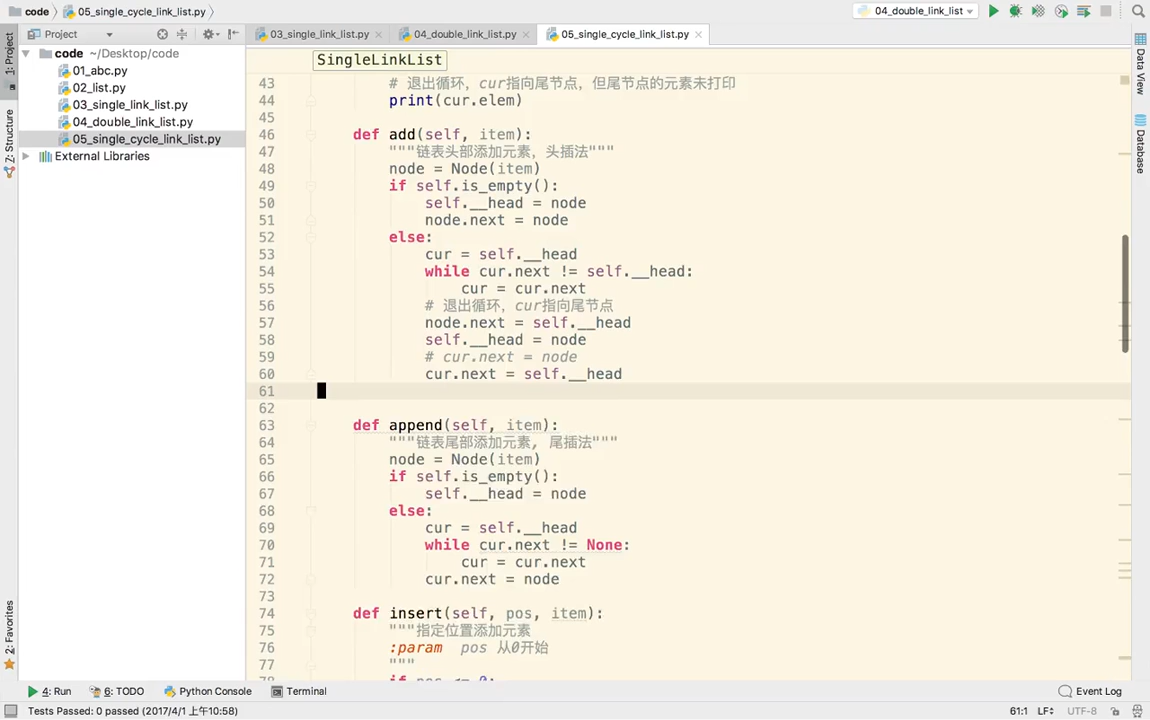 code 05_single_cycle_link_list.py 04_double_link_list
Project 03_single_link_list.py 04_double_link_list.py 05_single_cycle_link_list.py
1: Project
Z: Structure
2: Favorites
Data View
Database
code ~/Desktop/code
01_abc.py
02_list.py
03_single_link_list.py
04_double_link_list.py
05_single_cycle_link_list.py
External Libraries
SingleLinkList
43 # 退出循环，cur指向尾节点，但尾节点的元素未打印
44 print(cur.elem)
45
46 def add(self, item):
47 """链表头部添加元素，头插法"""
48 node = Node(item)
49 if self.is_empty():
50 self.__head = node
51 node.next = node
52 else:
53 cur = self.__head
54 while cur.next != self.__head:
55 cur = cur.next
56 # 退出循环，cur指向尾节点
57 node.next = self.__head
58 self.__head = node
59 # cur.next = node
60 cur.next = self.__head
61
62
63 def append(self, item):
64 """链表尾部添加元素, 尾插法"""
65 node = Node(item)
66 if self.is_empty():
67 self.__head = node
68 else:
69 cur = self.__head
70 while cur.next != None:
71 cur = cur.next
72 cur.next = node
73
74 def insert(self, pos, item):
75 """指定位置添加元素
76 :param pos 从0开始
77 """
78 if pos <= 0:
4: Run 6: TODO Python Console Terminal Event Log
Tests Passed: 0 passed (2017/4/1 上午10:58) 61:1 LF UTF-8